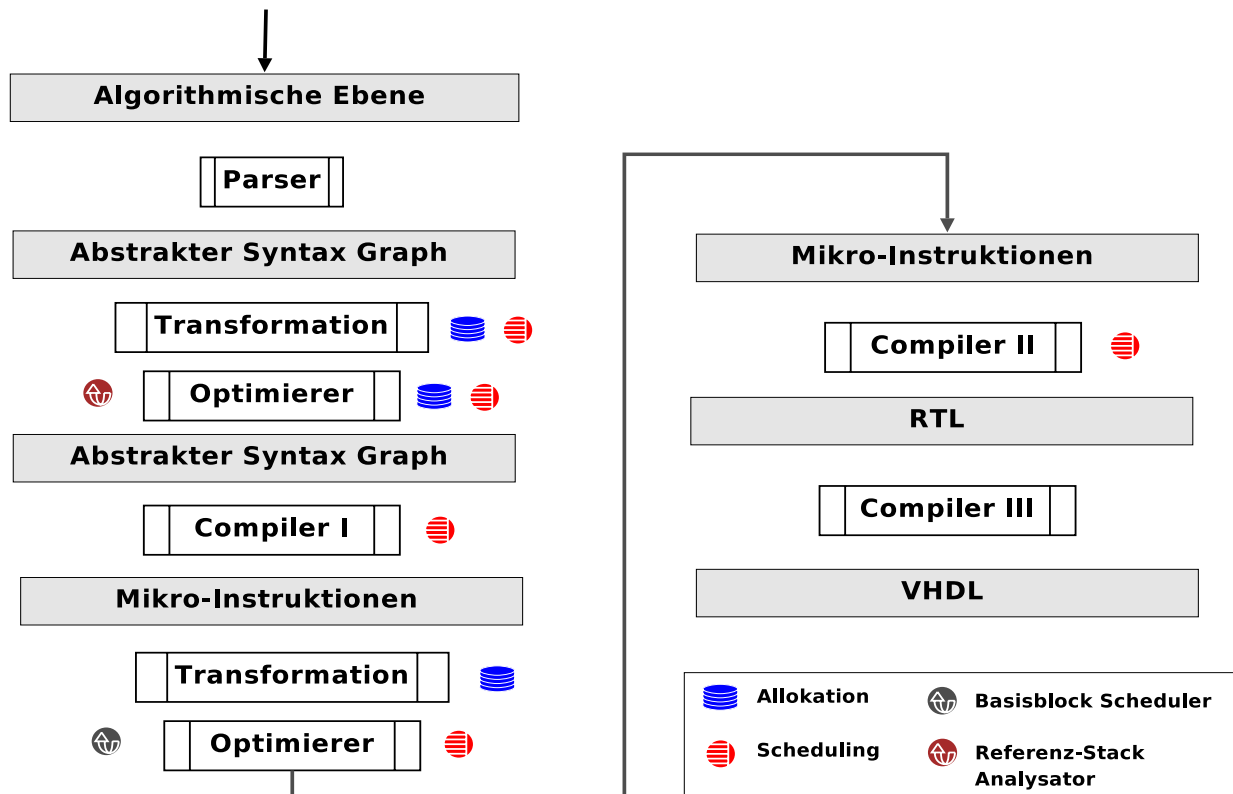 Algorithmische Ebene
Parser
Abstrakter Syntax Graph
Transformation
Optimierer
Abstrakter Syntax Graph
Compiler I
Mikro-Instruktionen
Transformation
Optimierer
Mikro-Instruktionen
Compiler II
RTL
Compiler III
VHDL
Allokation
Basisblock Scheduler
Scheduling
Referenz-Stack
Analysator